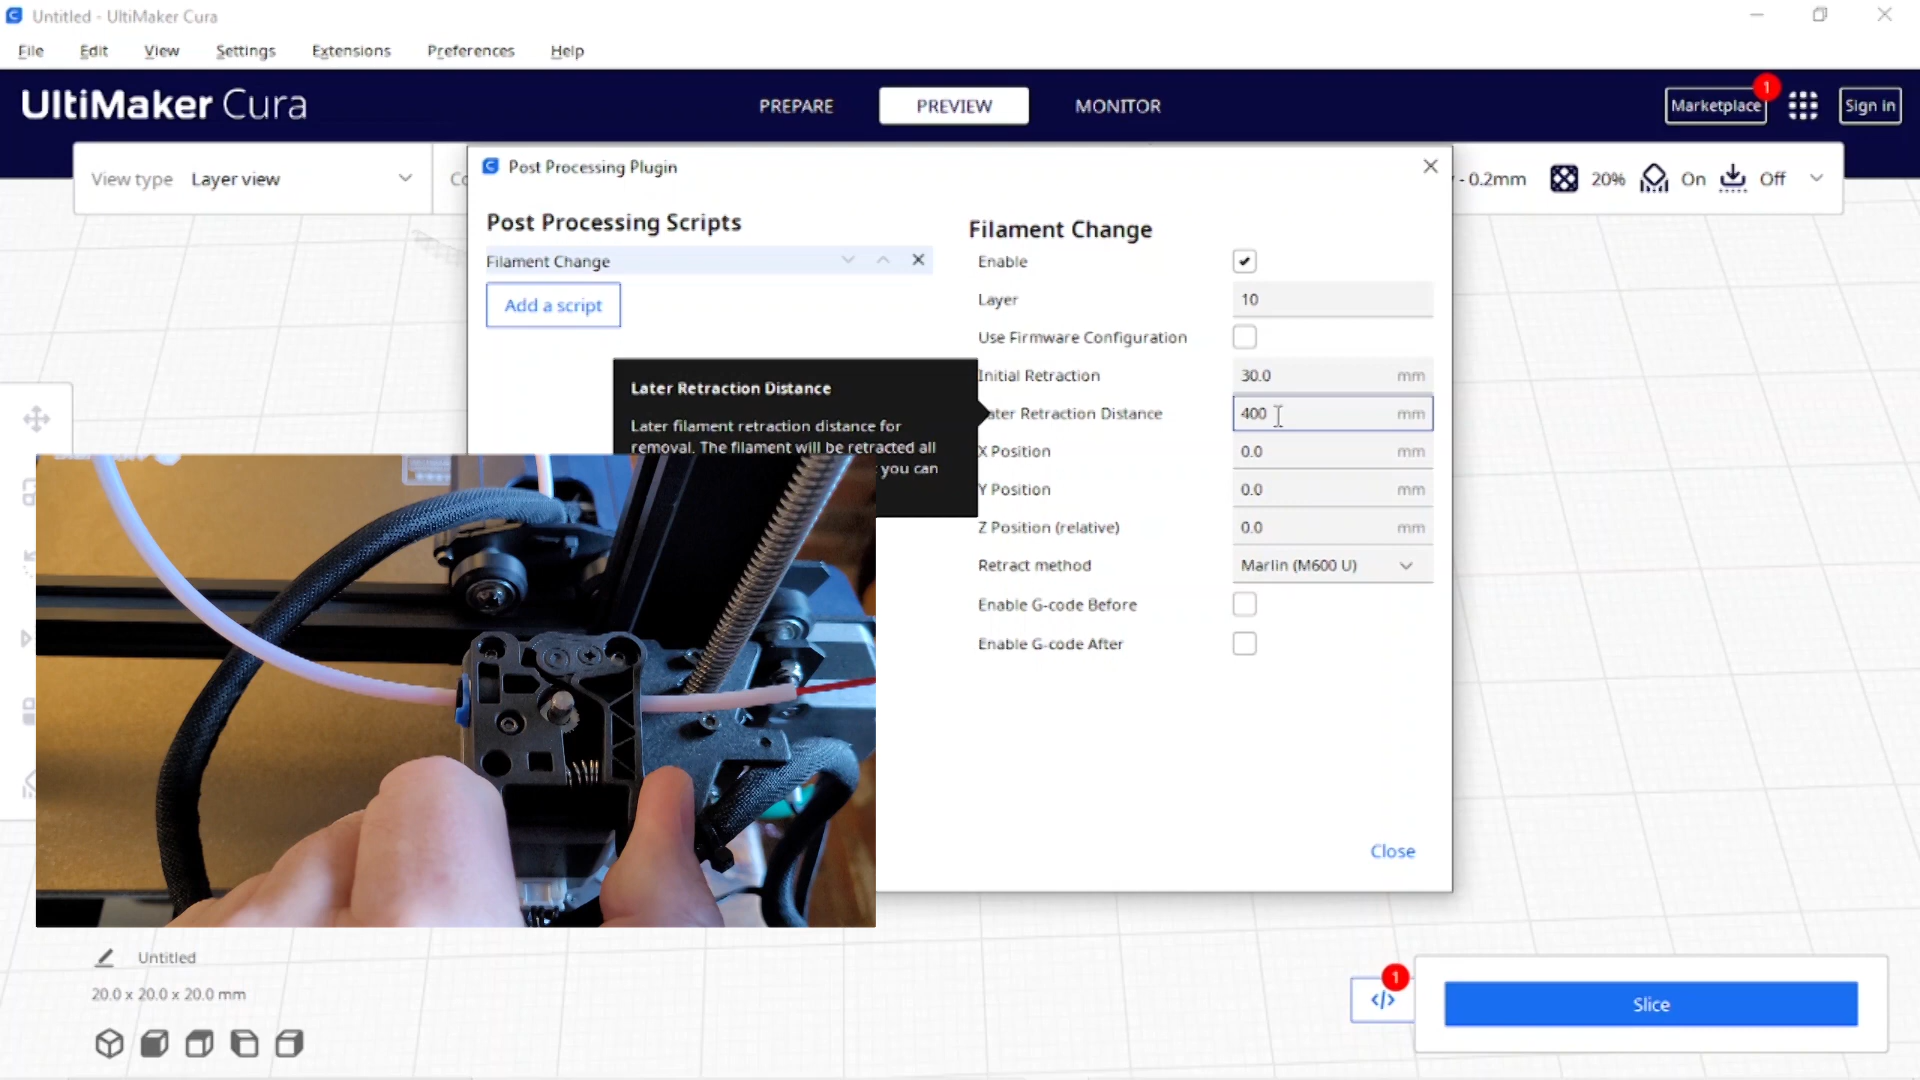 Untitled - UltiMaker Cura
File Edit View Settings Extensions Preferences Help
UltiMaker Cura
PREPARE PREVIEW MONITOR
Marketplace 1 Sign in
View type Layer view
Post Processing Plugin
- 0.2mm 20% On Off
Post Processing Scripts
Filament Change
Add a script
Filament Change
Enable
Layer 10
Use Firmware Configuration
Initial Retraction 30.0 mm
ater Retraction Distance 400 mm
X Position 0.0 mm
Y Position 0.0 mm
Z Position (relative) 0.0 mm
Retract method Marlin (M600 U)
Enable G-code Before
Enable G-code After
Later Retraction Distance
Later filament retraction distance for
removal. The filament will be retracted all
you can
Close
Untitled
20.0 x 20.0 x 20.0 mm
1
Slice